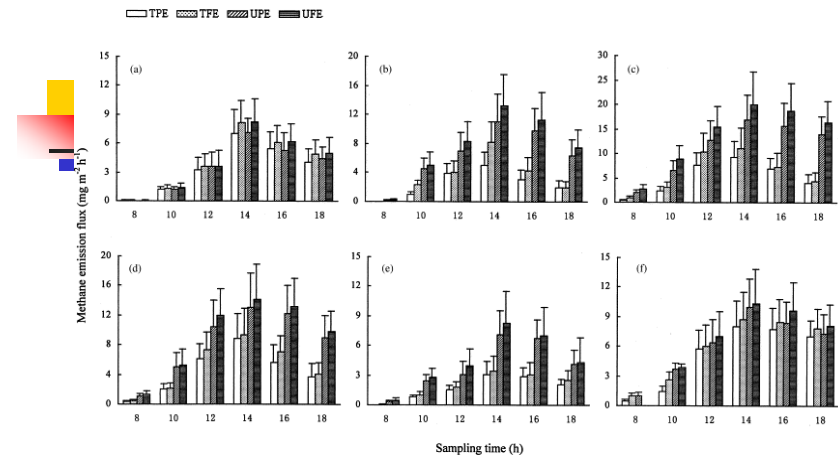 TPE TFE UPE UFE
(a) (b) (c)
15 12 9 6 3 0
15 12 9 6 3 0
30 25 20 15 10 5 0
8 10 12 14 16 18
8 10 12 14 16 18
8 10 12 14 16 18
Methane emission flux (mg m⁻² h⁻¹)
(d) (e) (f)
20 16 12 8 4 0
15 12 9 6 3 0
15 12 9 6 3 0
8 10 12 14 16 18
8 10 12 14 16 18
8 10 12 14 16 18
Sampling time (h)